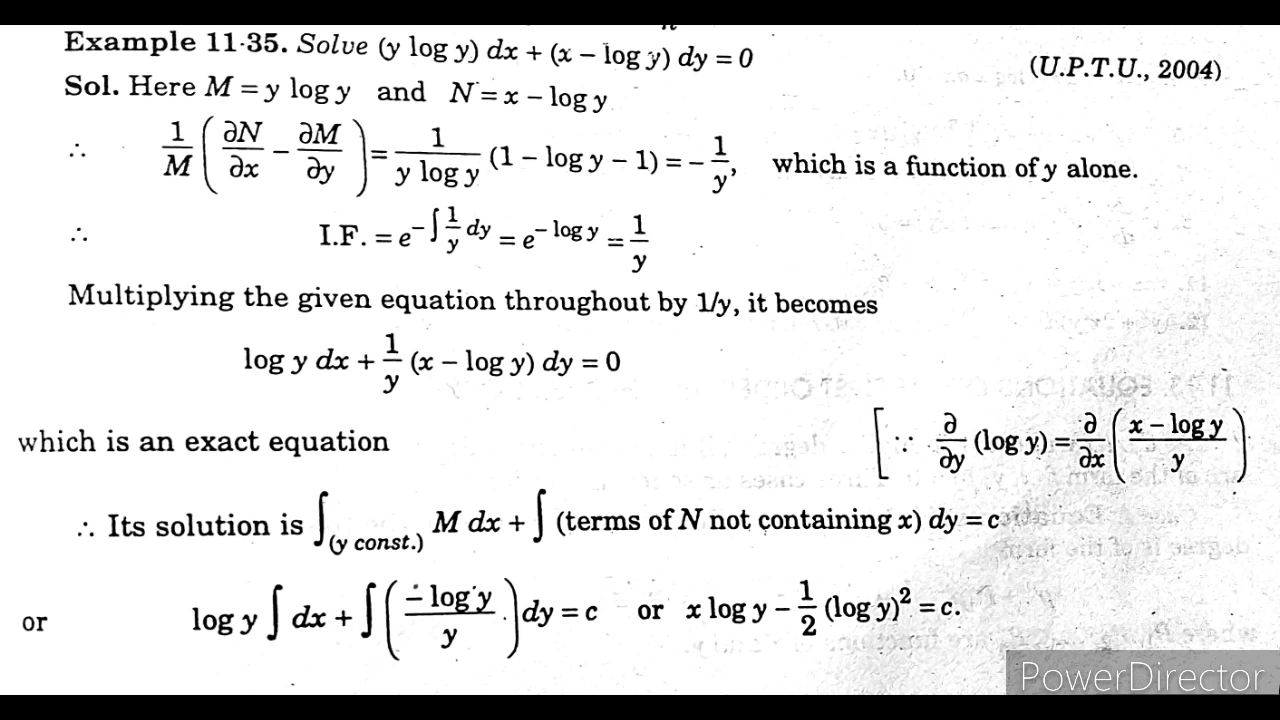 Example 11·35. Solve (y log y) dx + (x – log y) dy = 0
(U.P.T.U., 2004)
Sol. Here M = y log y and N = x – log y
∴ 1/M (∂N/∂x – ∂M/∂y) = 1/(y log y) (1 – log y – 1) = – 1/y, which is a function of y alone.
∴ I.F. = e^(–∫ 1/y dy) = e^(– log y) = 1/y
Multiplying the given equation throughout by 1/y, it becomes
log y dx + 1/y (x – log y) dy = 0
which is an exact equation [∵ ∂/∂y (log y) = ∂/∂x ((x – log y)/y)
∴ Its solution is ∫(y const.) M dx + ∫ (terms of N not containing x) dy = c
or log y ∫ dx + ∫ (– log y / y) dy = c or x log y – 1/2 (log y)² = c.
PowerDirector